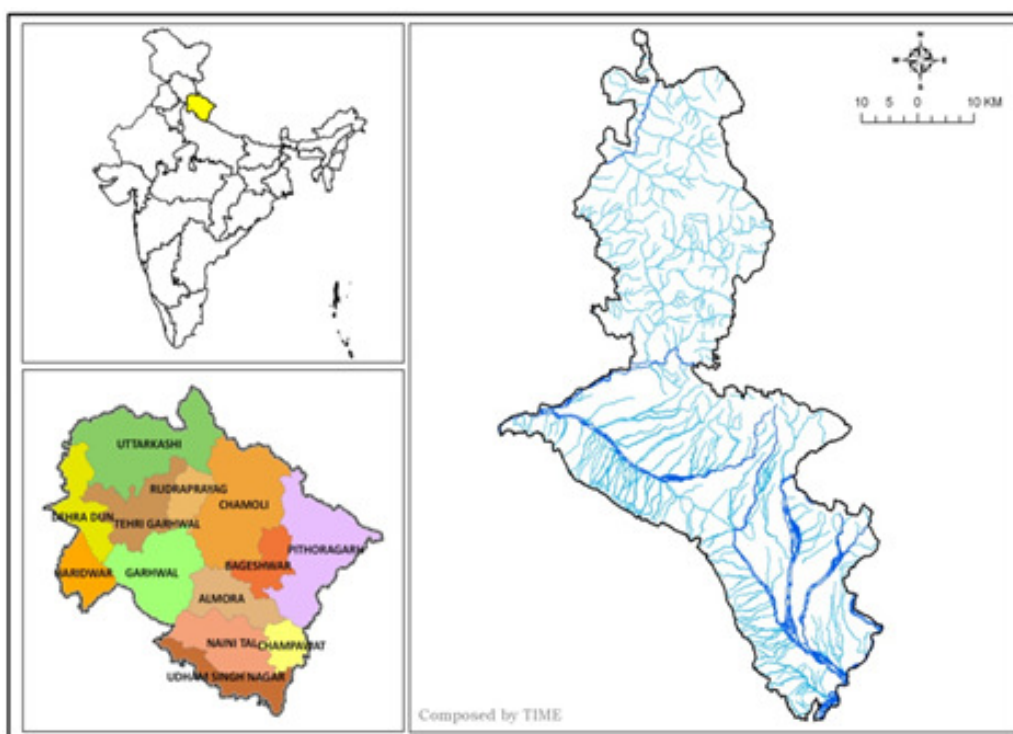 N
W E
S
10 5 0 10 KM
UTTARKASHI
RUDRAPRAYAG
CHAMOLI
DEHRA DUN
TEHRI GARHWAL
PITHORAGARH
HARIDWAR
GARHWAL
BAGESHWAR
ALMORA
NAINI TAL
CHAMPAWAT
UDHAM SINGH NAGAR
Composed by TIME